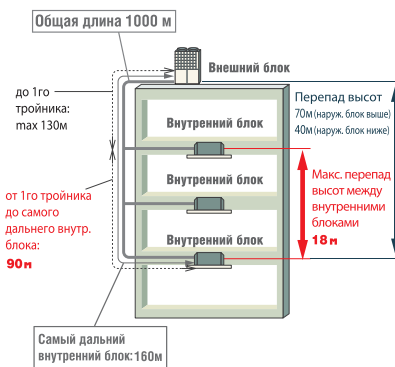 Общая длина 1000 м
Внешний блок
до 1го
тройника:
max 130м
Перепад высот
70м(наруж. блок выше)
40м(наруж. блок ниже)
Внутренний блок
Внутренний блок
Внутренний блок
Макс. перепад
высот между
внутренними
блоками
18м
от 1го тройника
до самого
дальнего внутр.
блока:
90м
Самый дальний
внутренний блок:160м